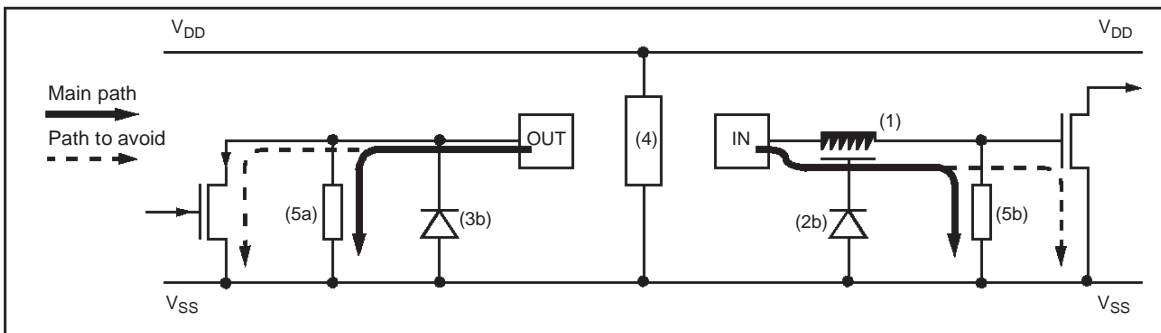 VDD VDD
Main path
Path to avoid
OUT
(4)
IN
(1)
(5a)
(3b)
(2b)
(5b)
VSS VSS